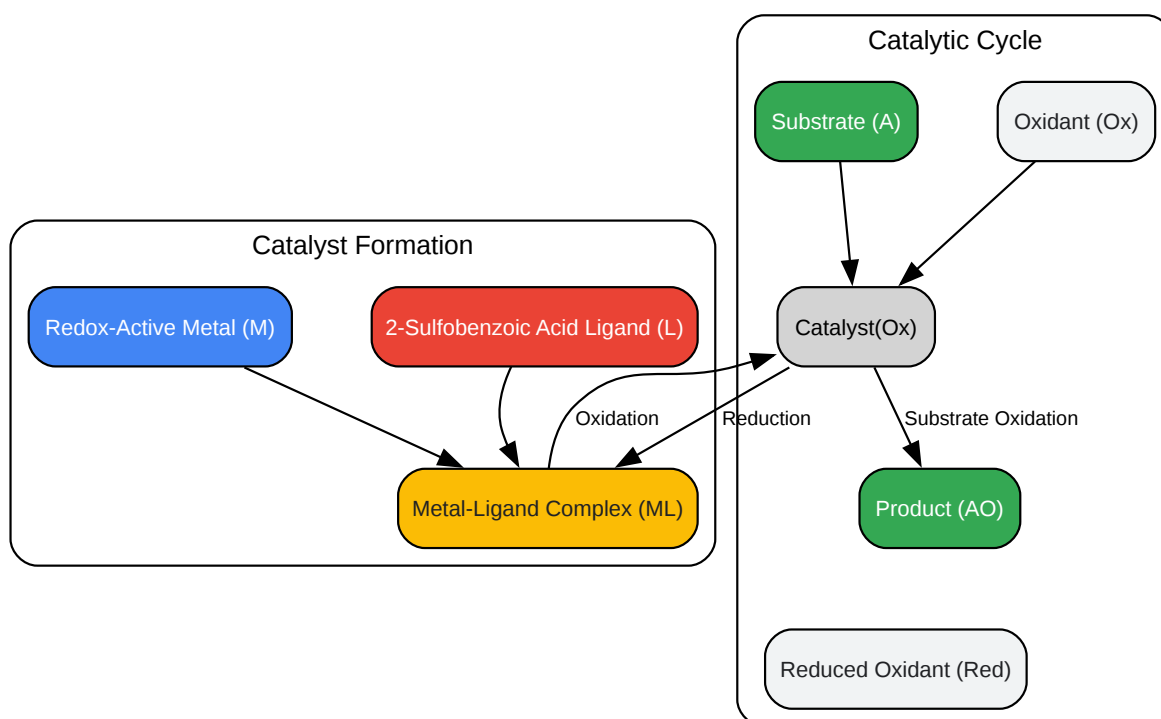 Catalytic Cycle
Substrate (A)
Oxidant (Ox)
Catalyst Formation
Redox-Active Metal (M)
2-Sulfobenzoic Acid Ligand (L)
Catalyst(Ox)
Oxidation
Reduction
Substrate Oxidation
Metal-Ligand Complex (ML)
Product (AO)
Reduced Oxidant (Red)